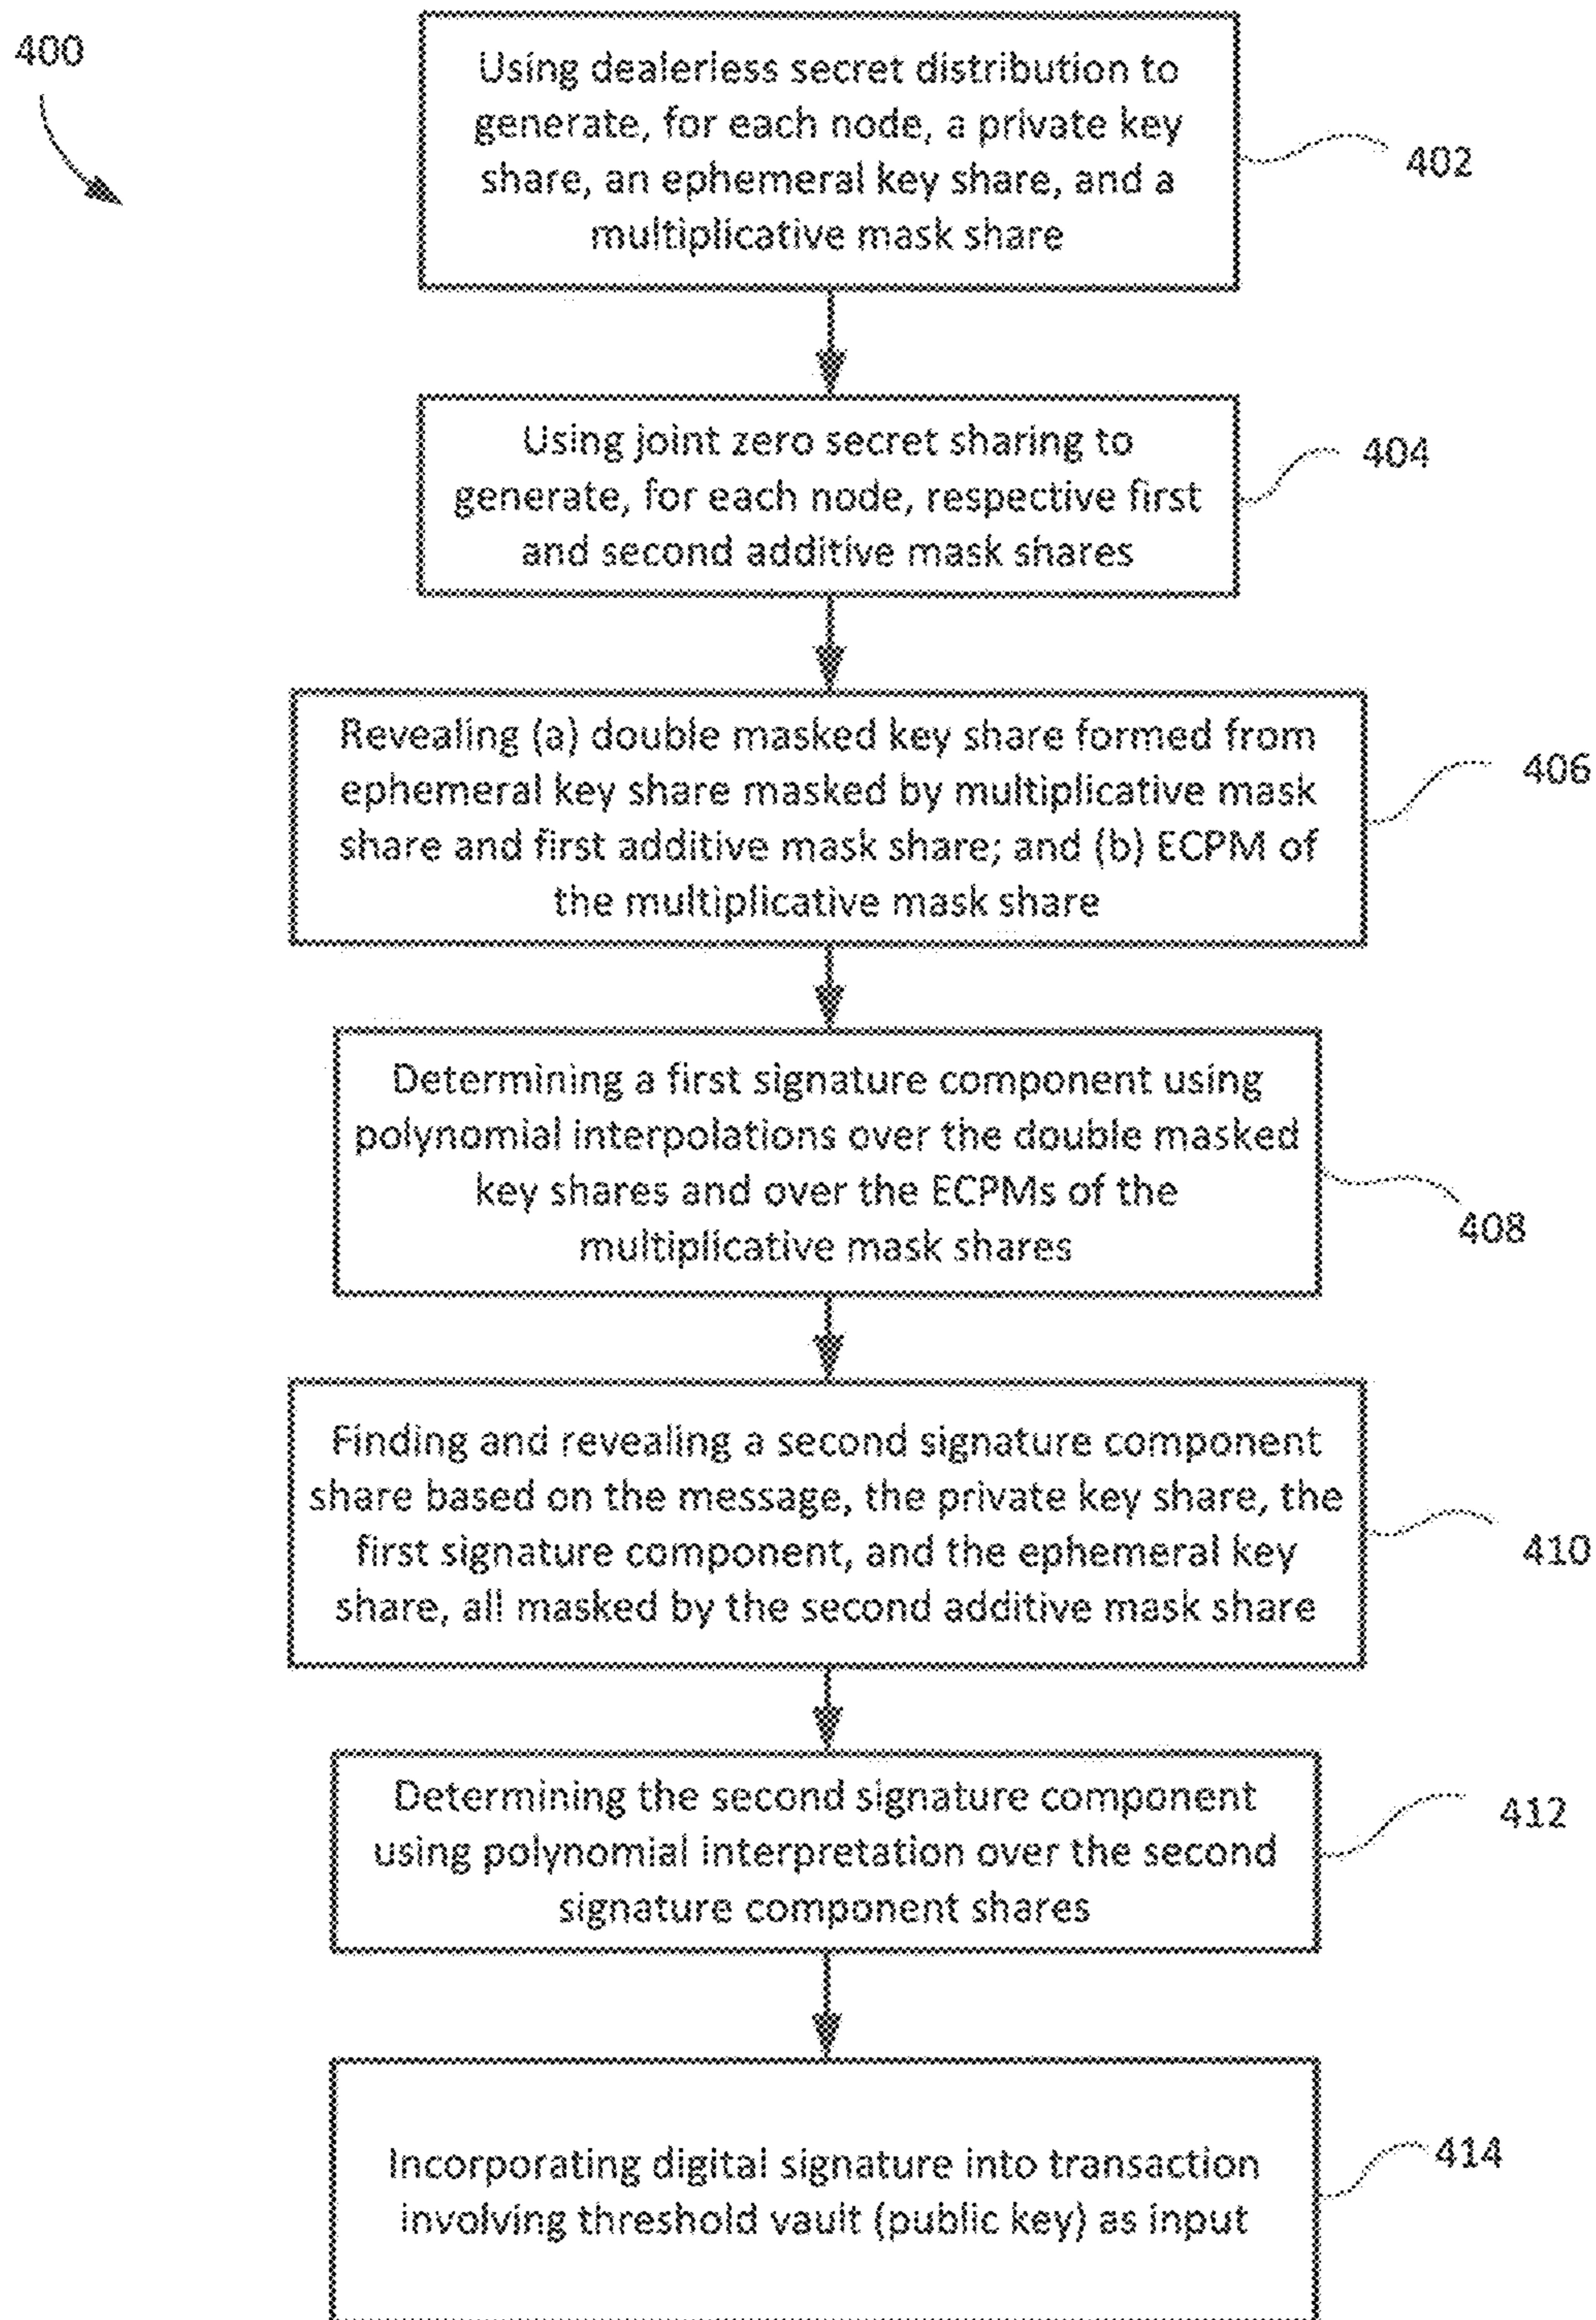 400
Using dealerless secret distribution to
generate, for each node, a private key
share, an ephemeral key share, and a
multiplicative mask share
402
Using joint zero secret sharing to
generate, for each node, respective first
and second additive mask shares
404
Revealing (a) double masked key share formed from
ephemeral key share masked by multiplicative mask
share and first additive mask share; and (b) ECPM of
the multiplicative mask share
406
Determining a first signature component using
polynomial interpolations over the double masked
key shares and over the ECPMs of the
multiplicative mask shares
408
Finding and revealing a second signature component
share based on the message, the private key share, the
first signature component, and the ephemeral key
share, all masked by the second additive mask share
410
Determining the second signature component
using polynomial interpretation over the second
signature component shares
412
Incorporating digital signature into transaction
involving threshold vault (public key) as input
414